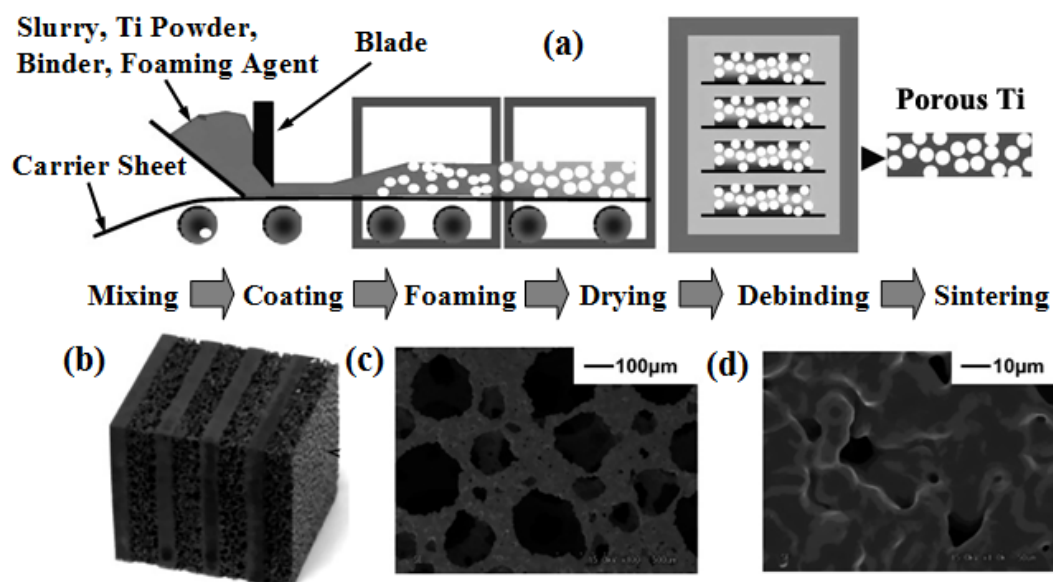 Slurry, Ti Powder,
Binder, Foaming Agent
Blade
(a)
Carrier Sheet
Porous Ti
Mixing Coating Foaming Drying Debinding Sintering
(b)
(c)
100μm
(d)
10μm